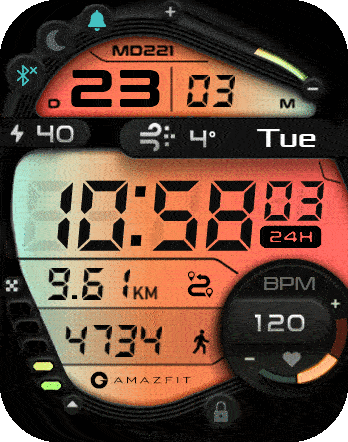 MD221
D 23 03 M
40 4° Tue
10:58 03
24H
9.61 KM
BPM
120
4734
AMAZFIT